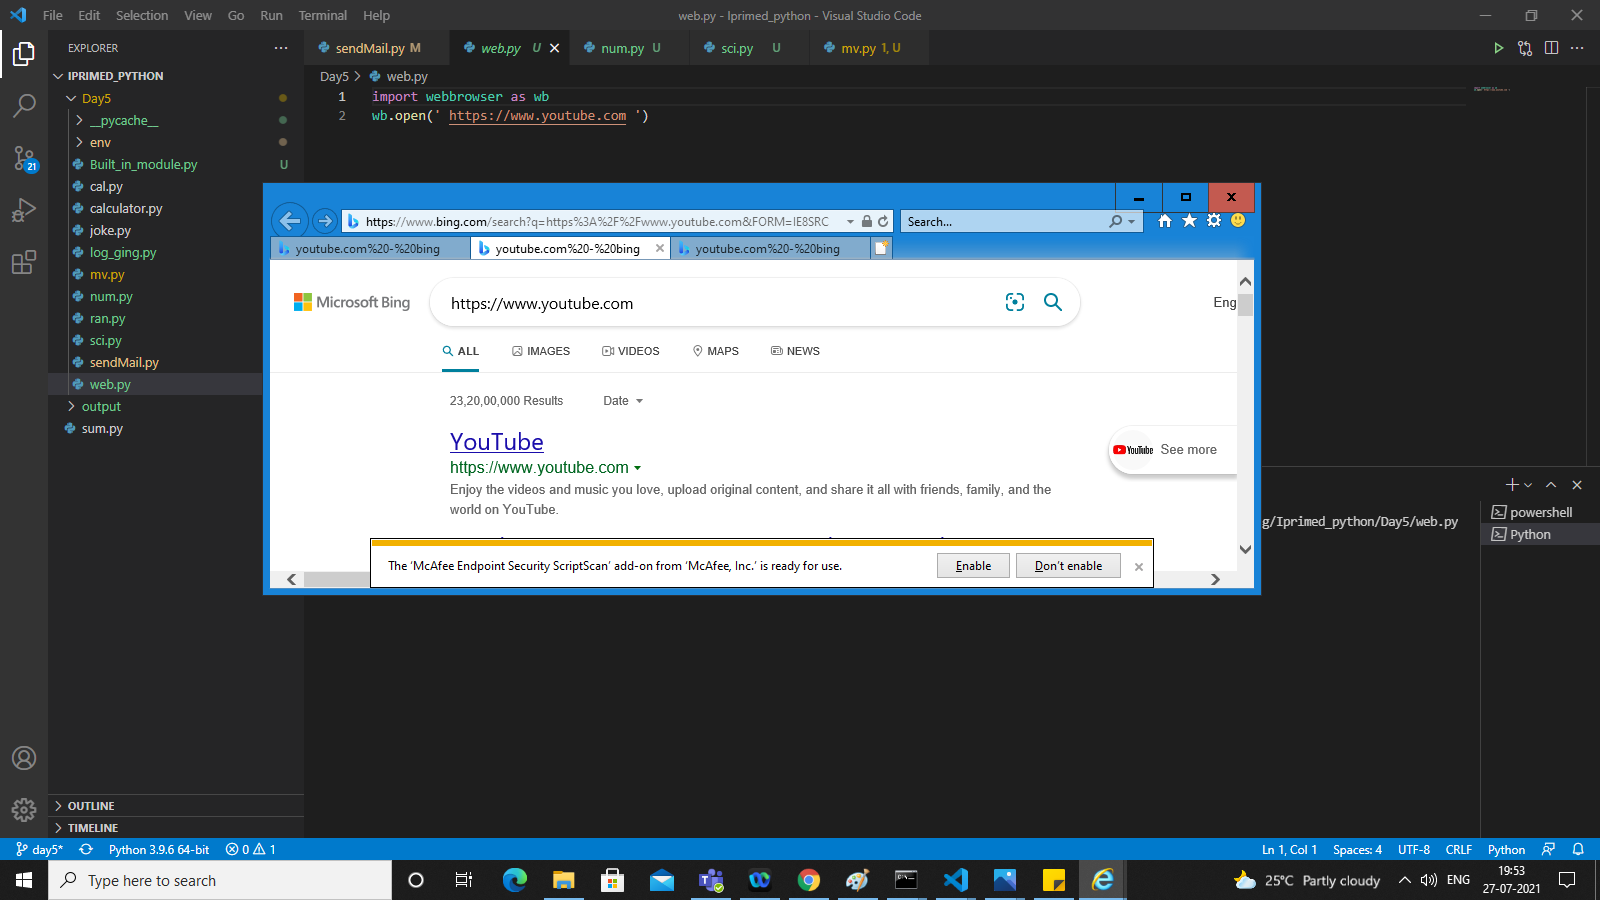 File Edit Selection View Go Run Terminal Help
web.py - Iprimed_python - Visual Studio Code
EXPLORER
IPRIMED_PYTHON
Day5
__pycache__
env
Built_in_module.py U
cal.py
calculator.py
joke.py
log_ging.py
mv.py
num.py
ran.py
sci.py
sendMail.py
web.py
output
sum.py
OUTLINE
TIMELINE
21
sendMail.py M
web.py U
num.py U
sci.py U
mv.py 1, U
Day5 > web.py
1 import webbrowser as wb
2 wb.open(' https://www.youtube.com ')
https://www.bing.com/search?q=https%3A%2F%2Fwww.youtube.com&FORM=IE8SRC
Search...
youtube.com%20-%20bing
youtube.com%20-%20bing
youtube.com%20-%20bing
Microsoft Bing
https://www.youtube.com
Eng
ALL IMAGES VIDEOS MAPS NEWS
23,20,00,000 Results Date
YouTube
https://www.youtube.com
Enjoy the videos and music you love, upload original content, and share it all with friends, family, and the
world on YouTube.
YouTube See more
The ‘McAfee Endpoint Security ScriptScan’ add-on from ‘McAfee, Inc.’ is ready for use.
Enable
Don't enable
g/Iprimed_python/Day5/web.py
powershell
Python
day5* Python 3.9.6 64-bit 0 1
Ln 1, Col 1 Spaces: 4 UTF-8 CRLF Python
Type here to search
25°C Partly cloudy
ENG
19:53
27-07-2021